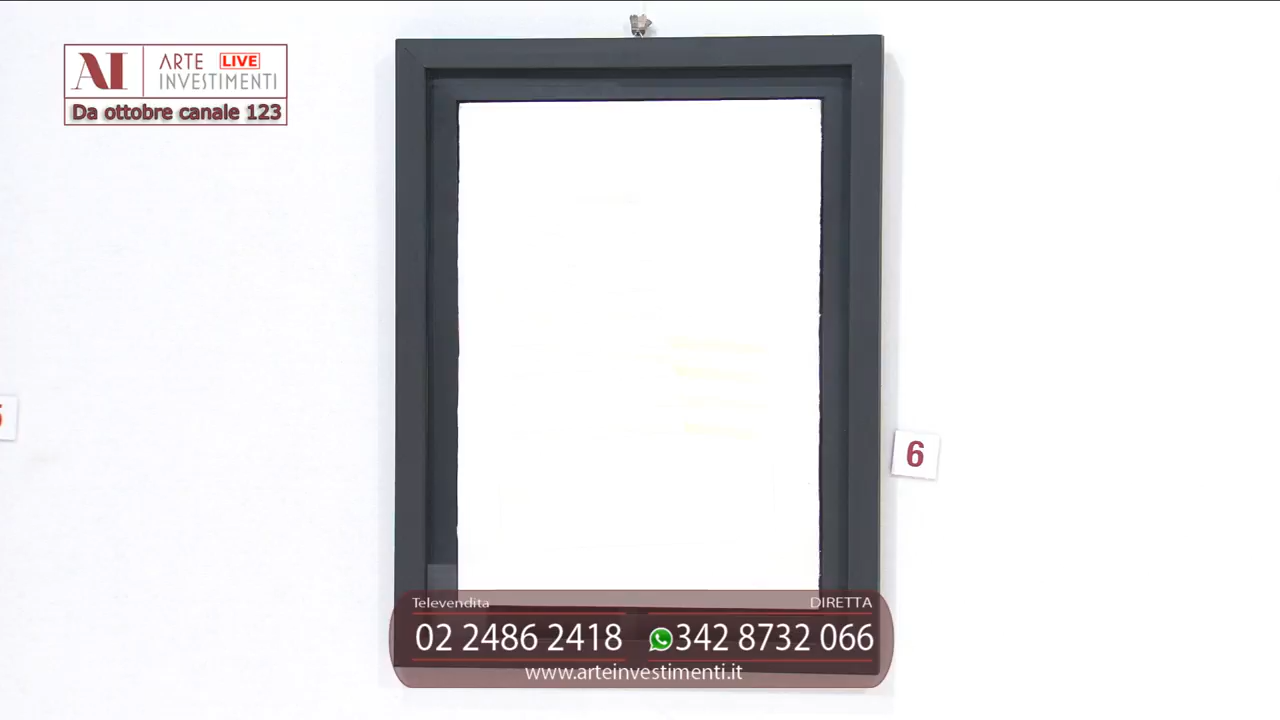 AI ARTE LIVE
INVESTIMENTI
Da ottobre canale 123
6
Televendita DIRETTA
02 2486 2418 342 8732 066
www.arteinvestimenti.it